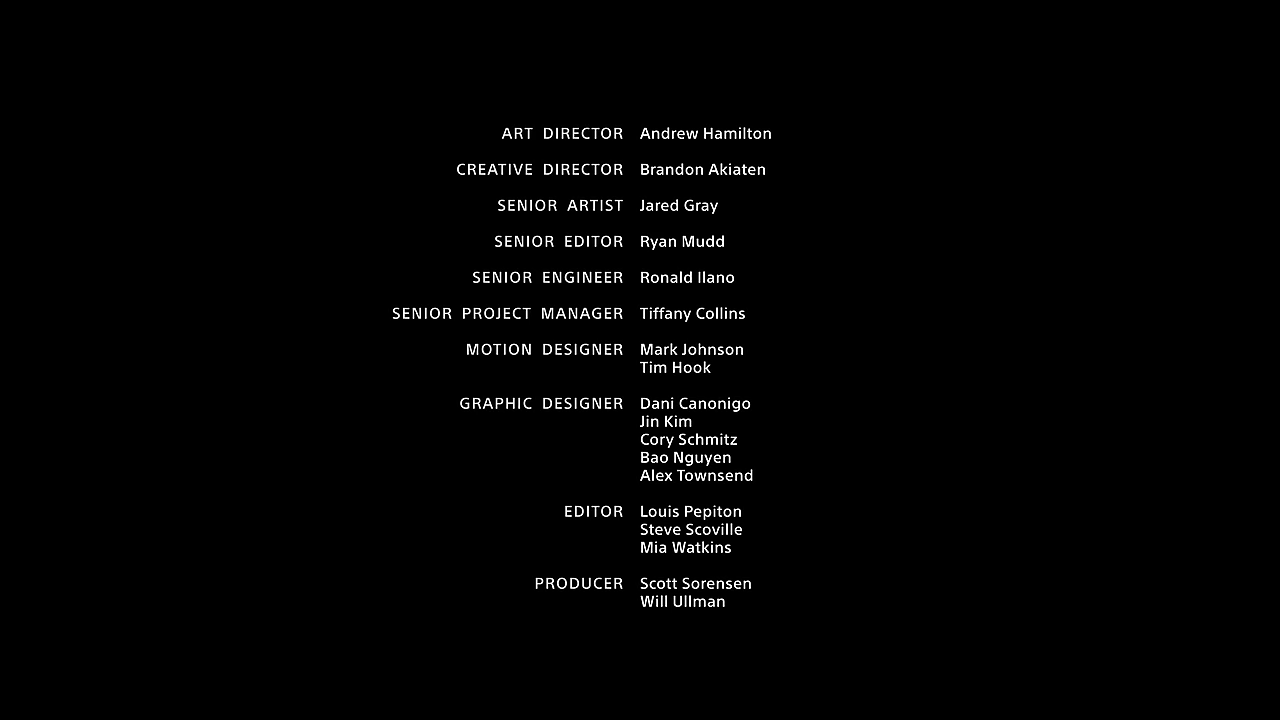 ART DIRECTOR Andrew Hamilton
CREATIVE DIRECTOR Brandon Akiaten
SENIOR ARTIST Jared Gray
SENIOR EDITOR Ryan Mudd
SENIOR ENGINEER Ronald Ilano
SENIOR PROJECT MANAGER Tiffany Collins
MOTION DESIGNER Mark Johnson
Tim Hook
GRAPHIC DESIGNER Dani Canonigo
Jin Kim
Cory Schmitz
Bao Nguyen
Alex Townsend
EDITOR Louis Pepiton
Steve Scoville
Mia Watkins
PRODUCER Scott Sorensen
Will Ullman